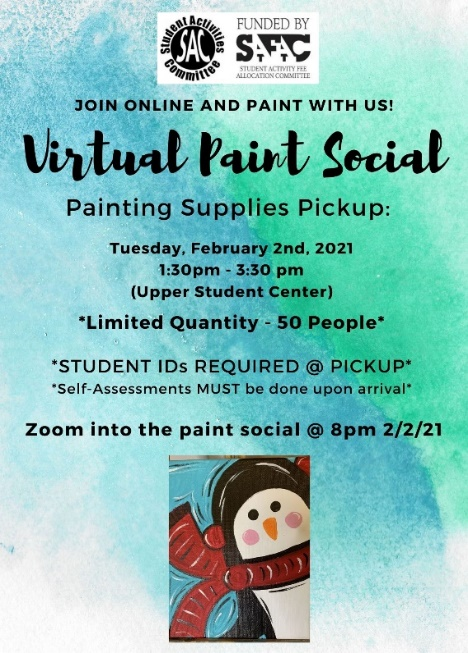 Student Activities
SAC
Committee
FUNDED BY
SAFAC
STUDENT ACTIVITY FEE
ALLOCATION COMMITTEE
JOIN ONLINE AND PAINT WITH US!
Virtual Paint Social
Painting Supplies Pickup:
Tuesday, February 2nd, 2021
1:30pm - 3:30 pm
(Upper Student Center)
*Limited Quantity - 50 People*
*STUDENT IDs REQUIRED @ PICKUP*
*Self-Assessments MUST be done upon arrival*
Zoom into the paint social @ 8pm 2/2/21